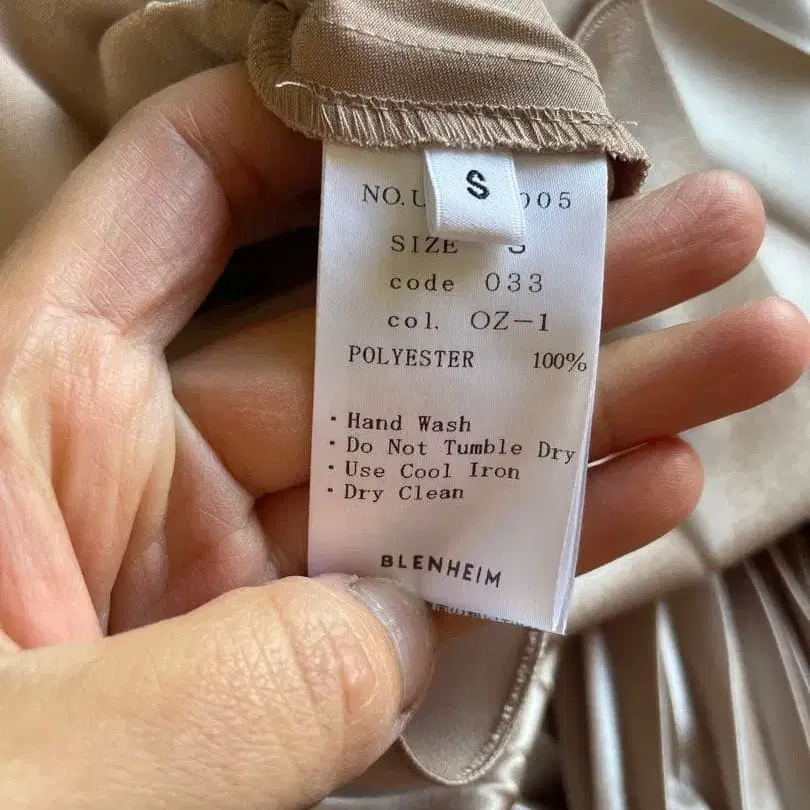 S
NO.U 005
SIZE S
code 033
col. OZ-1
POLYESTER 100%
· Hand Wash
· Do Not Tumble Dry
· Use Cool Iron
· Dry Clean
BLENHEIM